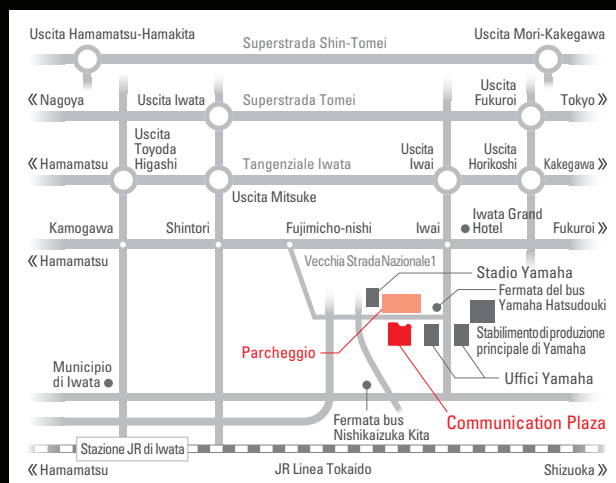 Uscita Hamamatsu-Hamakita
Superstrada Shin-Tomei
Uscita Mori-Kakegawa
《Nagoya
Uscita Iwata
Superstrada Tomei
Uscita
Fukuroi
Tokyo》
《Hamamatsu
Uscita
Toyoda
Higashi
Tangenziale Iwata
Uscita
Iwai
Uscita
Horikoshi
Kakegawa》
Uscita Mitsuke
Kamogawa
Shintori
Fujimicho-nishi
Iwai
Iwata Grand
Hotel
Fukuroi》
《Hamamatsu
Vecchia Strada Nazionale 1
Stadio Yamaha
Fermata del bus
Yamaha Hatsudouki
Parcheggio
Stabilimento di produzione
principale di Yamaha
Municipio
di Iwata
Uffici Yamaha
Fermata bus
Nishikaizuka Kita
Communication Plaza
Stazione JR di Iwata
《Hamamatsu
JR Linea Tokaido
Shizuoka》